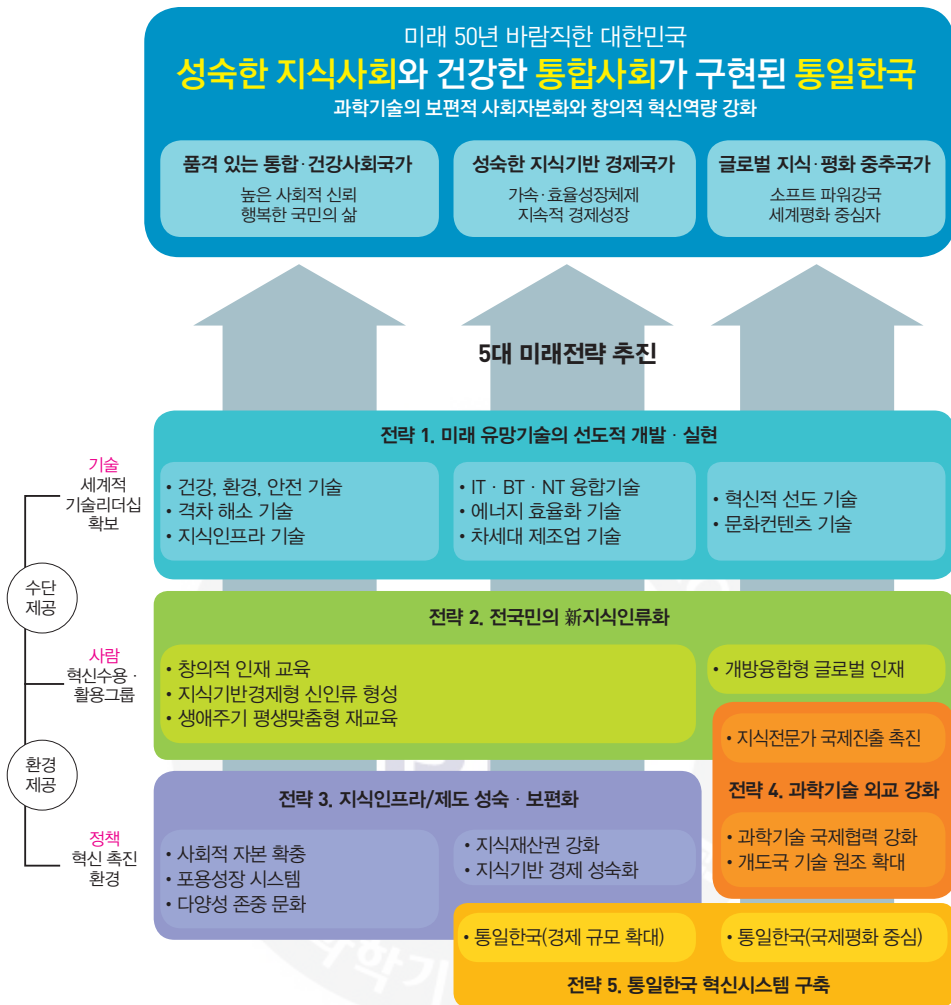 미래 50년 바람직한 대한민국
성숙한 지식사회와 건강한 통합사회가 구현된 통일한국
과학기술의 보편적 사회자본화와 창의적 혁신역량 강화
품격 있는 통합·건강사회국가
높은 사회적 신뢰
행복한 국민의 삶
성숙한 지식기반 경제국가
가속·효율성장체제
지속적 경제성장
글로벌 지식·평화 중추국가
소프트 파워강국
세계평화 중심자
5대 미래전략 추진
전략 1. 미래 유망기술의 선도적 개발 · 실현
• 건강, 환경, 안전 기술
• 격차 해소 기술
• 지식인프라 기술
• IT · BT · NT 융합기술
• 에너지 효율화 기술
• 차세대 제조업 기술
• 혁신적 선도 기술
• 문화컨텐츠 기술
기술
세계적
기술리더십
확보
수단
제공
사람
혁신수용 ·
활용그룹
환경
제공
정책
혁신 촉진
환경
전략 2. 전국민의 新지식인류화
• 창의적 인재 교육
• 지식기반경제형 신인류 형성
• 생애주기 평생맞춤형 재교육
• 개방융합형 글로벌 인재
• 지식전문가 국제진출 촉진
전략 4. 과학기술 외교 강화
• 과학기술 국제협력 강화
• 개도국 기술 원조 확대
전략 3. 지식인프라/제도 성숙 · 보편화
• 사회적 자본 확충
• 포용성장 시스템
• 다양성 존중 문화
• 지식재산권 강화
• 지식기반 경제 성숙화
• 통일한국(경제 규모 확대)
• 통일한국(국제평화 중심)
전략 5. 통일한국 혁신시스템 구축